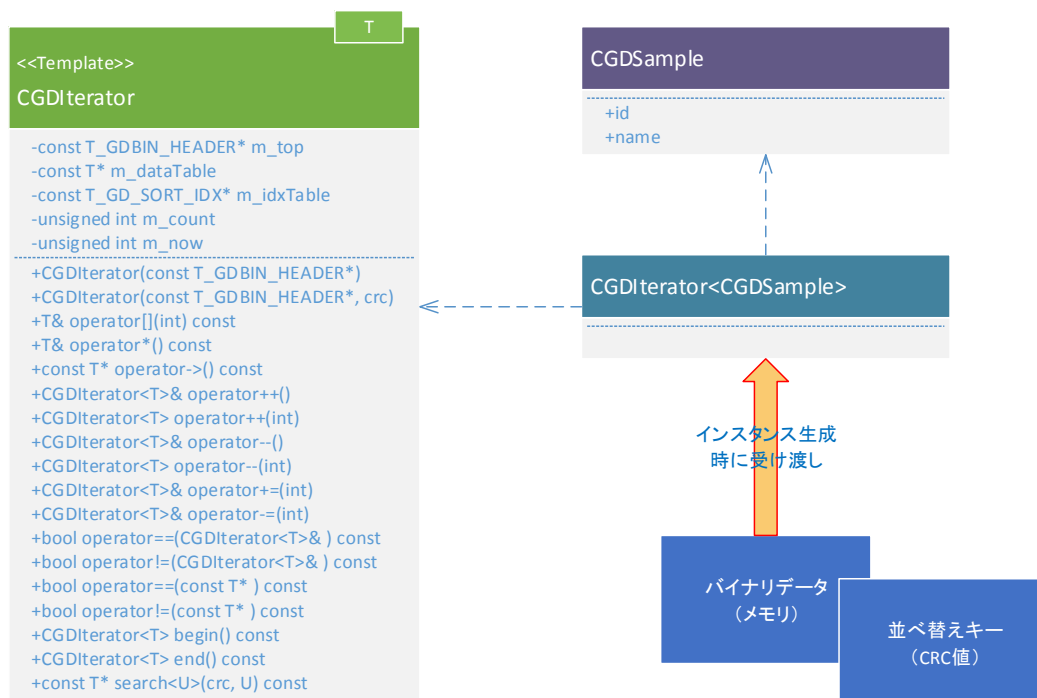 T
<<Template>>
CGDIterator
-const T_GDBIN_HEADER* m_top
-const T* m_dataTable
-const T_GD_SORT_IDX* m_idxTable
-unsigned int m_count
-unsigned int m_now
+CGDIterator(const T_GDBIN_HEADER*)
+CGDIterator(const T_GDBIN_HEADER*, crc)
+T& operator[](int) const
+T& operator*() const
+const T* operator->() const
+CGDIterator<T>& operator++()
+CGDIterator<T> operator++(int)
+CGDIterator<T>& operator--()
+CGDIterator<T> operator--(int)
+CGDIterator<T>& operator+=(int)
+CGDIterator<T>& operator-=(int)
+bool operator==(CGDIterator<T>& ) const
+bool operator!=(CGDIterator<T>& ) const
+bool operator==(const T* ) const
+bool operator!=(const T* ) const
+CGDIterator<T> begin() const
+CGDIterator<T> end() const
+const T* search<U>(crc, U) const
CGDSample
+id
+name
CGDIterator<CGDSample>
インスタンス生成
時に受け渡し
バイナリデータ
（メモリ）
並べ替えキー
（CRC値）